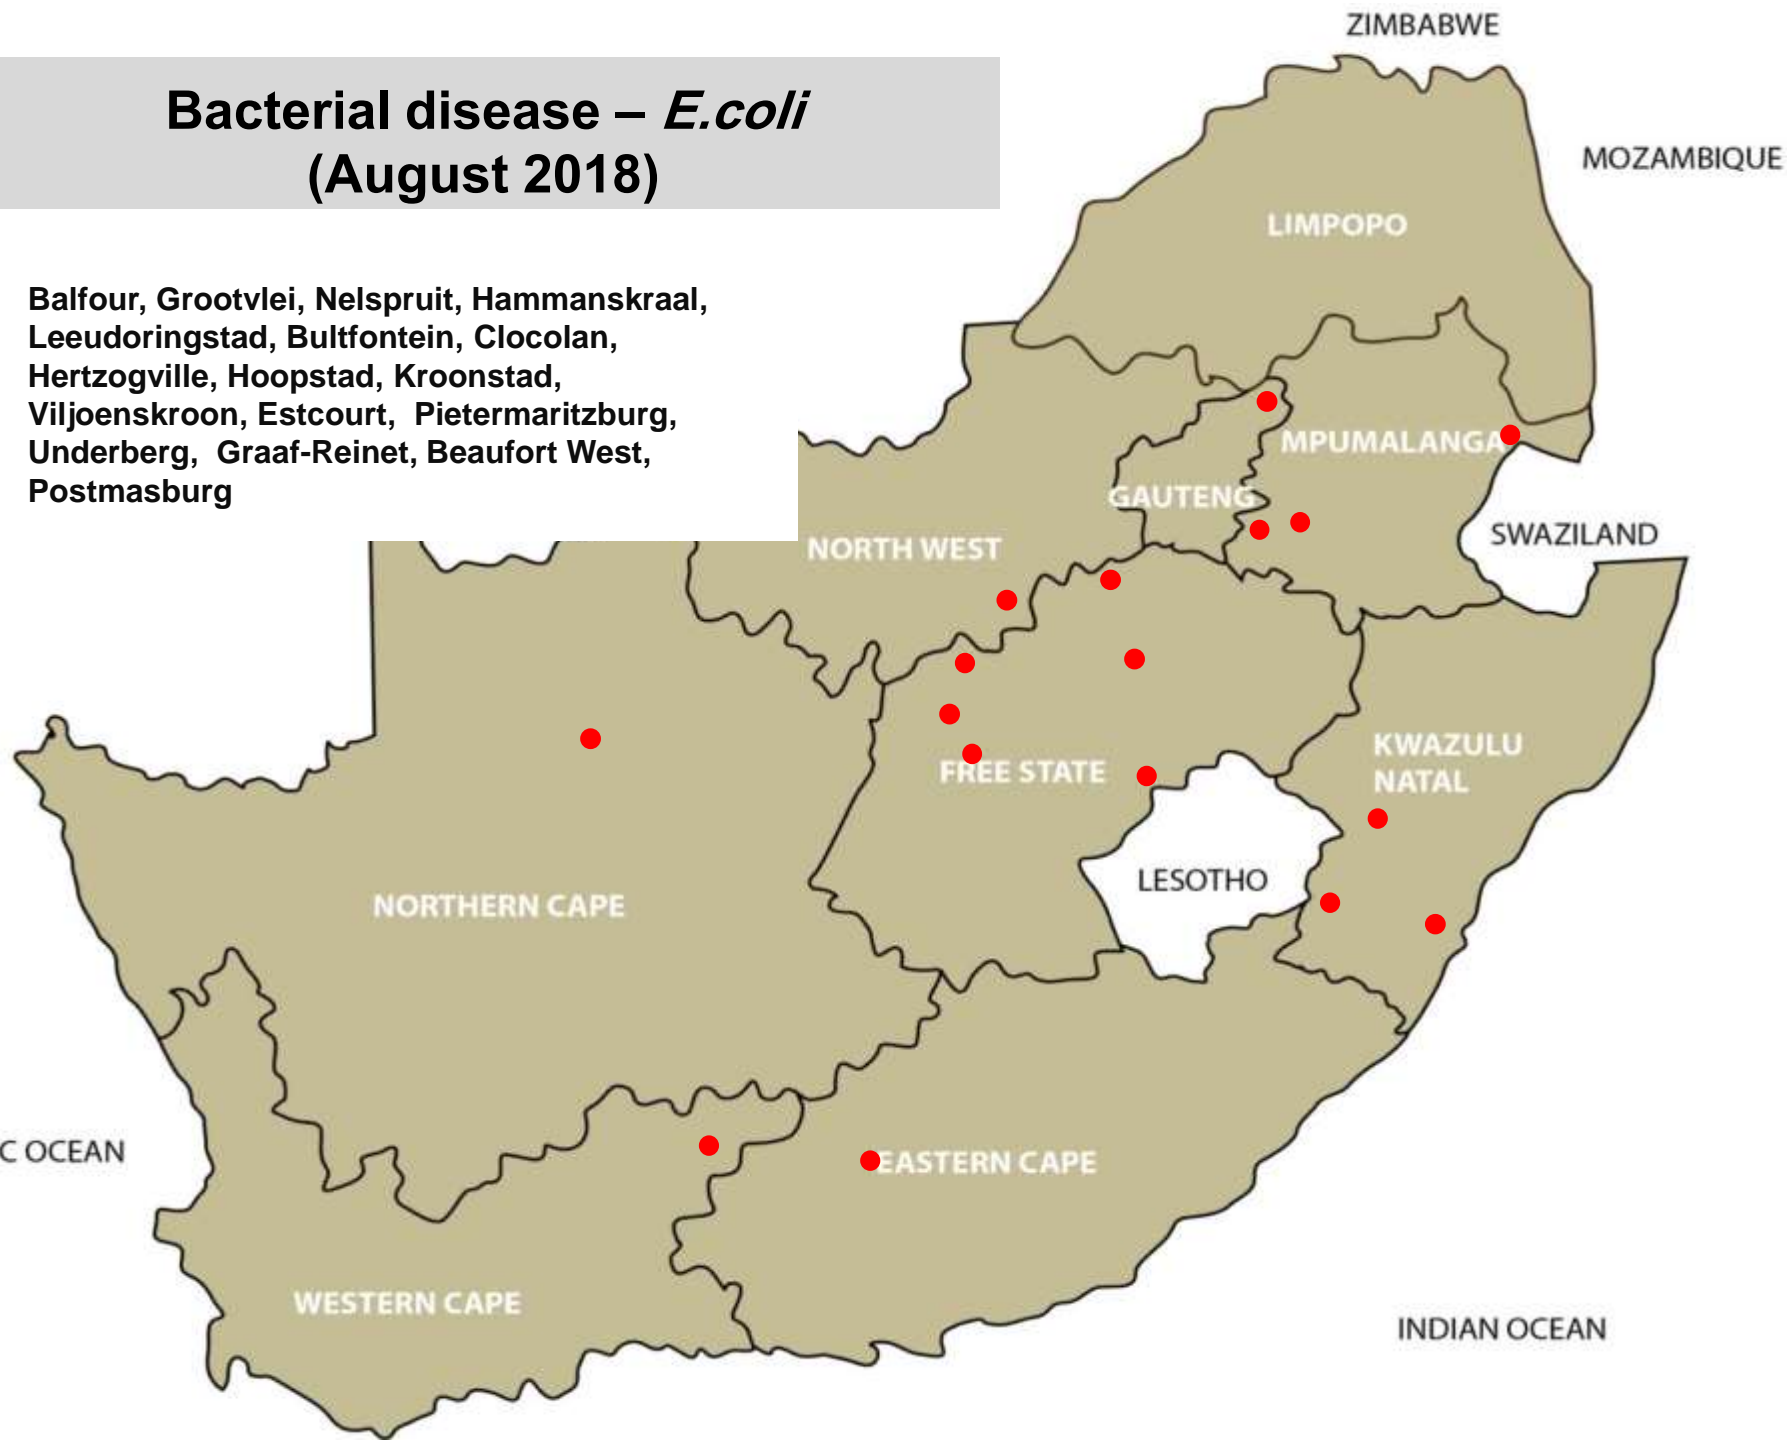 ZIMBABWE
Bacterial disease – E.coli
(August 2018)
MOZAMBIQUE
LIMPOPO
Balfour, Grootvlei, Nelspruit, Hammanskraal,
Leeudoringstad, Bultfontein, Clocolan,
Hertzogville, Hoopstad, Kroonstad,
Viljoenskroon, Estcourt, Pietermaritzburg,
Underberg, Graaf-Reinet, Beaufort West,
Postmasburg
MPUMALANGA
GAUTENG
SWAZILAND
NORTH WEST
KWAZULU
NATAL
FREE STATE
LESOTHO
NORTHERN CAPE
C OCEAN
EASTERN CAPE
WESTERN CAPE
INDIAN OCEAN